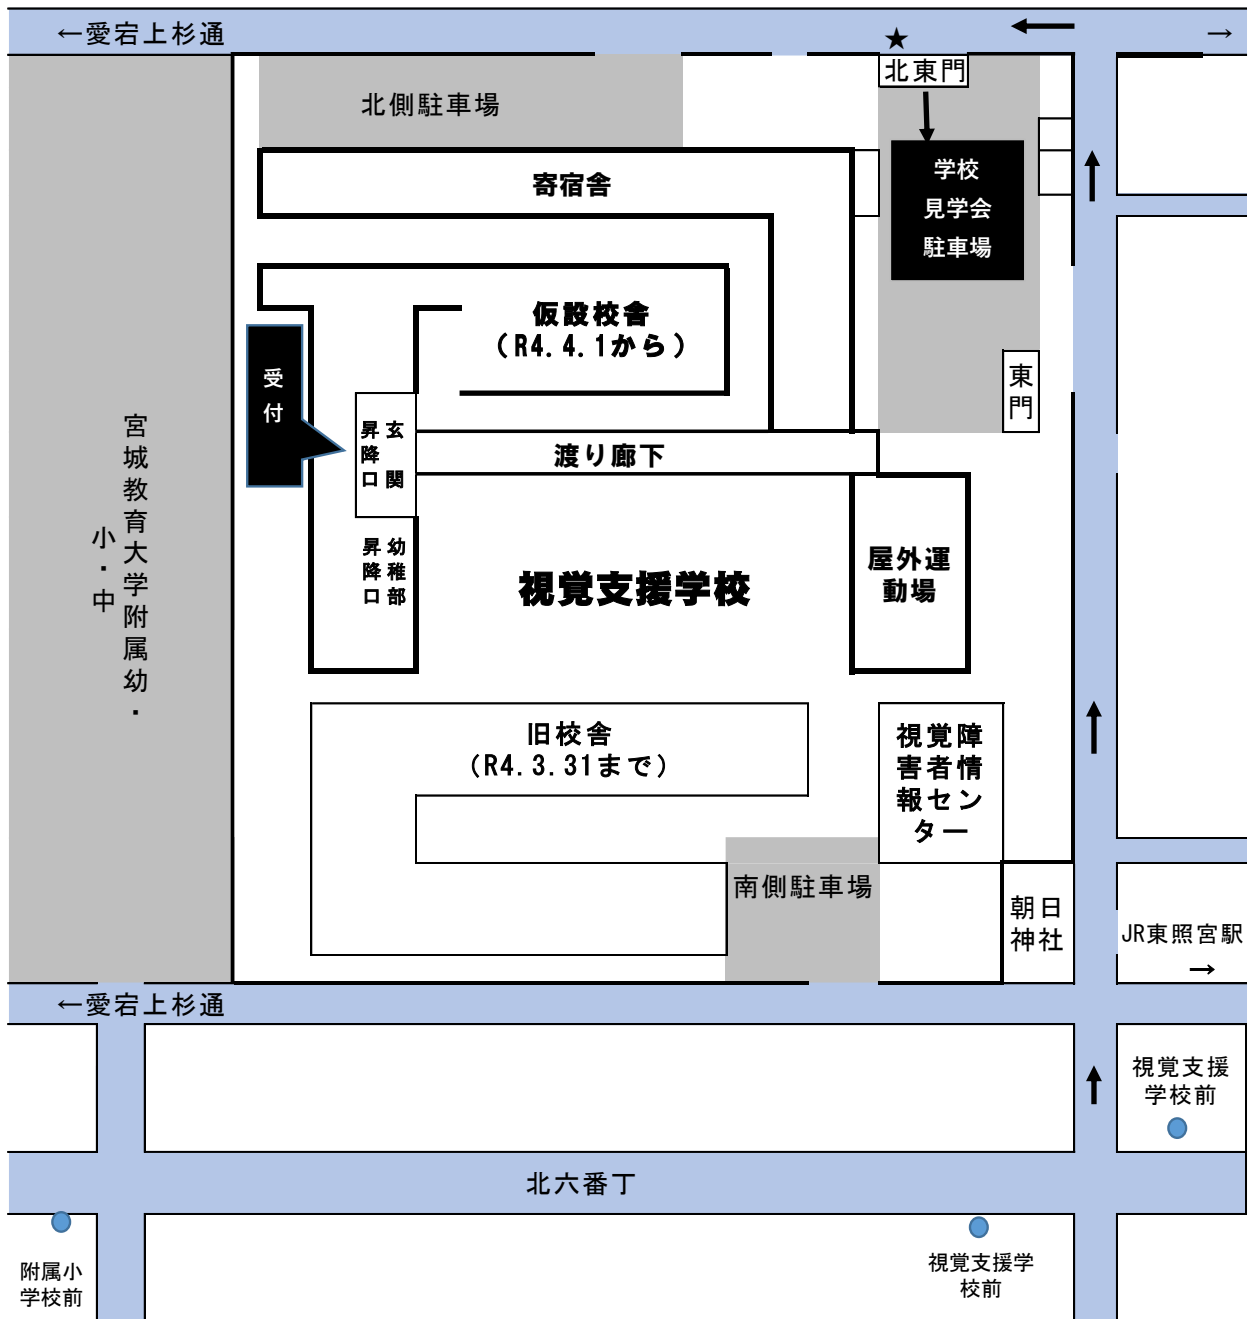 ←愛宕上杉通
→
★
北東門
北側駐車場
学校
見学会
駐車場
寄宿舎
仮設校舎
（R4.4.1から）
受付
東門
玄関
昇降口
渡り廊下
宮城教育大学附属幼・
小・中
幼稚部
昇降口
視覚支援学校
屋外運
動場
旧校舎
（R4.3.31まで）
視覚障
害者情
報セン
ター
南側駐車場
朝日
神社
JR東照宮駅
→
←愛宕上杉通
視覚支援
学校前
北六番丁
附属小
学校前
視覚支援学
校前